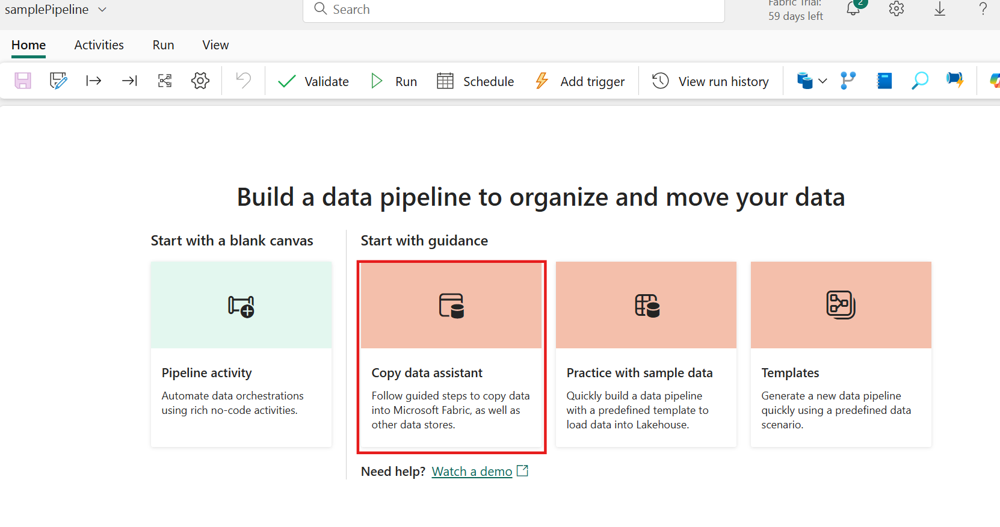 samplePipeline
Search
Fabric Trial:
59 days left
2
?
Home
Activities
Run
View
Validate
Run
Schedule
Add trigger
View run history
Build a data pipeline to organize and move your data
Start with a blank canvas
Start with guidance
Pipeline activity
Automate data orchestrations
using rich no-code activities.
Copy data assistant
Follow guided steps to copy data
into Microsoft Fabric, as well as
other data stores.
Practice with sample data
Quickly build a data pipeline
with a predefined template to
load data into Lakehouse.
Templates
Generate a new data pipeline
quickly using a predefined data
scenario.
Need help? Watch a demo